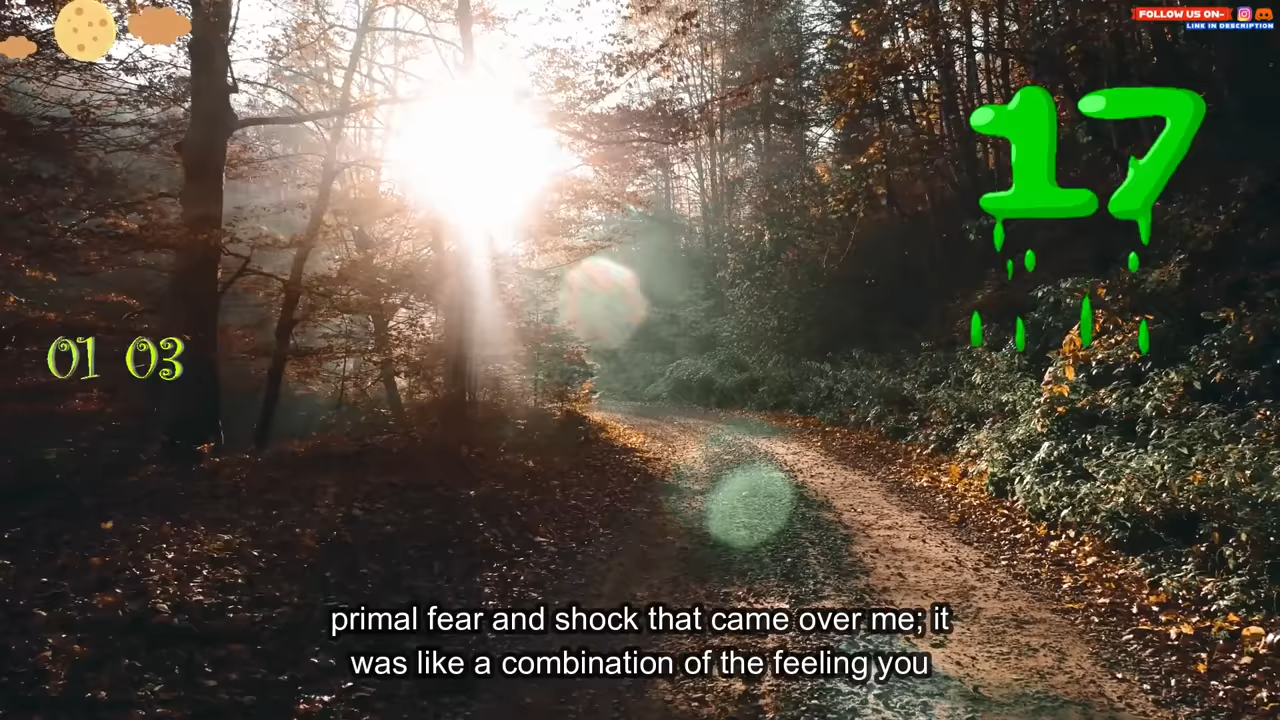 FOLLOW US ON-
LINK IN DESCRIPTION
17
01 03
primal fear and shock that came over me; it
was like a combination of the feeling you